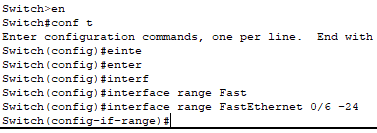 Switch>en
Switch#conf t
Enter configuration commands, one per line.  End with
Switch(config)#einte
Switch(config)#enter
Switch(config)#interf
Switch(config)#interface range Fast
Switch(config)#interface range FastEthernet 0/6 -24
Switch(config-if-range)#